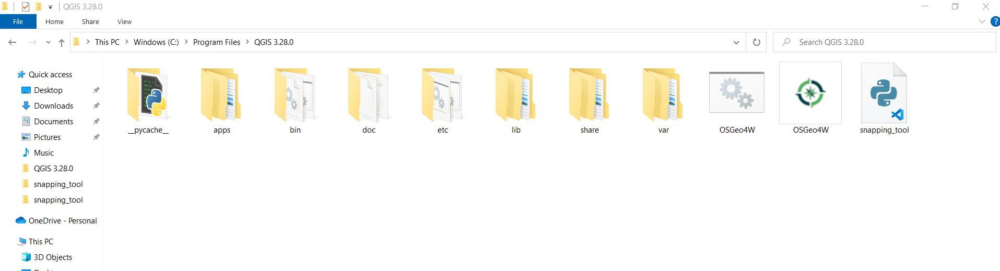 QGIS 3.28.0
File Home Share View
?
This PC Windows (C:) Program Files QGIS 3.28.0
Search QGIS 3.28.0
Quick access
Desktop
Downloads
Documents
Pictures
Music
QGIS 3.28.0
snapping_tool
snapping_tool
OneDrive - Personal
This PC
3D Objects
__pycache__ apps bin doc etc lib share var OSGeo4W OSGeo4W snapping_tool